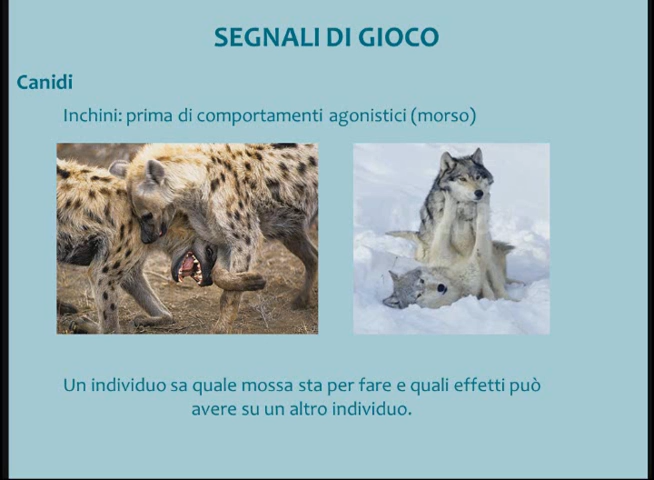 SEGNALI DI GIOCO
Canidi
Inchini: prima di comportamenti agonistici (morso)
Un individuo sa quale mossa sta per fare e quali effetti può
avere su un altro individuo.